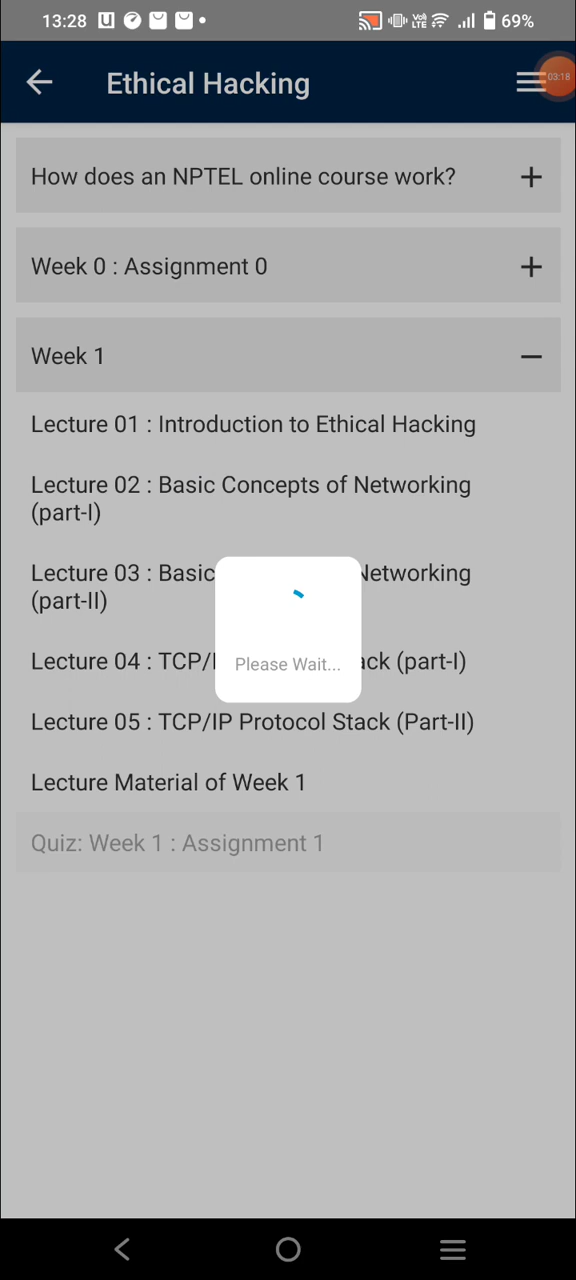 13:28
Vo) LTE
69%
Ethical Hacking
03:18
How does an NPTEL online course work?
Week 0 : Assignment 0
Week 1
Lecture 01 : Introduction to Ethical Hacking
Lecture 02 : Basic Concepts of Networking
(part-I)
Lecture 03 : Basic Networking
(part-II)
Lecture 04 : TCP/ (part-I)
Please Wait...
Lecture 05 : TCP/IP Protocol Stack (Part-II)
Lecture Material of Week 1
Quiz: Week 1 : Assignment 1